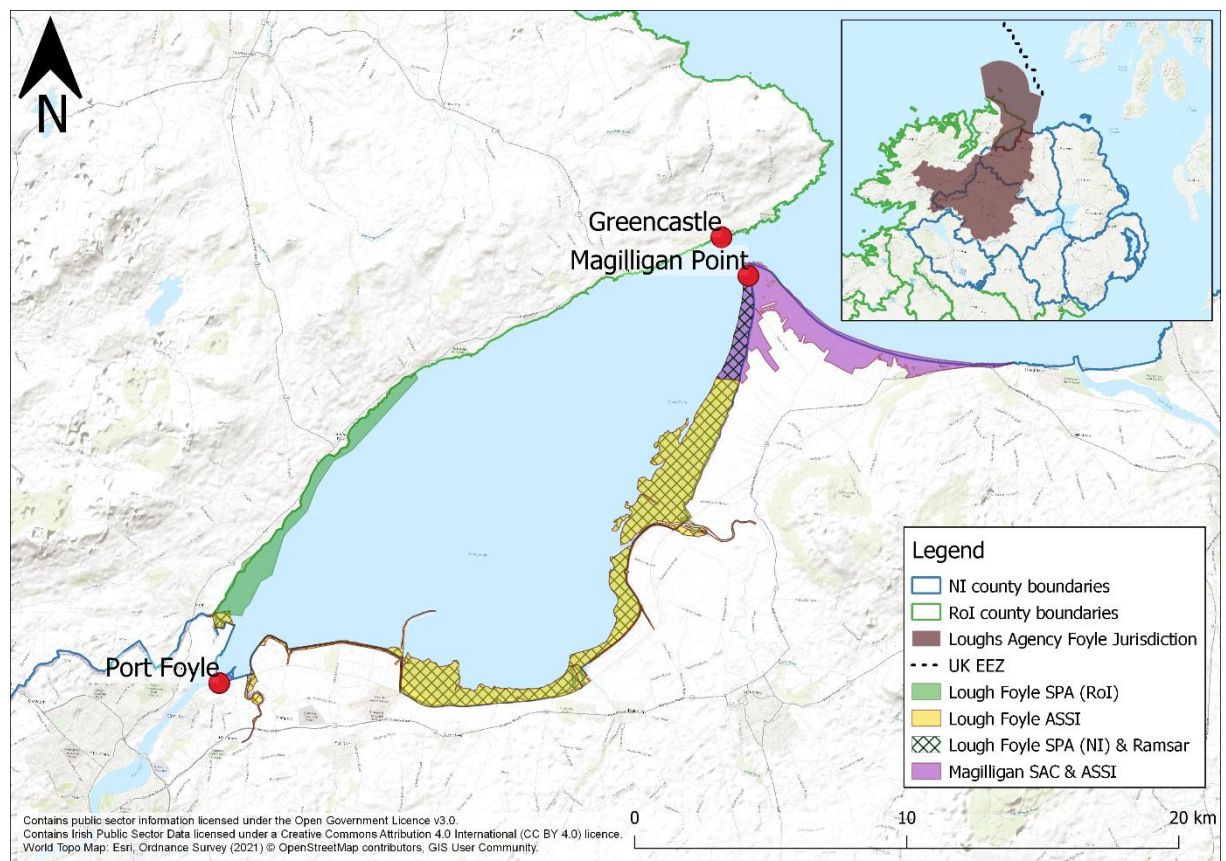 N
Greencastle
Magilligan Point
Port Foyle
Legend
NI county boundaries
RoI county boundaries
Loughs Agency Foyle Jurisdiction
UK EEZ
Lough Foyle SPA (RoI)
Lough Foyle ASSI
Lough Foyle SPA (NI) & Ramsar
Magilligan SAC & ASSI
Contains public sector information licensed under the Open Government Licence v3.0.
Contains Irish Public Sector Data licensed under a Creative Commons Attribution 4.0 International (CC BY 4.0) licence.
World Topo Map: Esri, Ordnance Survey (2021) © OpenStreetMap contributors, GIS User Community.
0 10 20 km